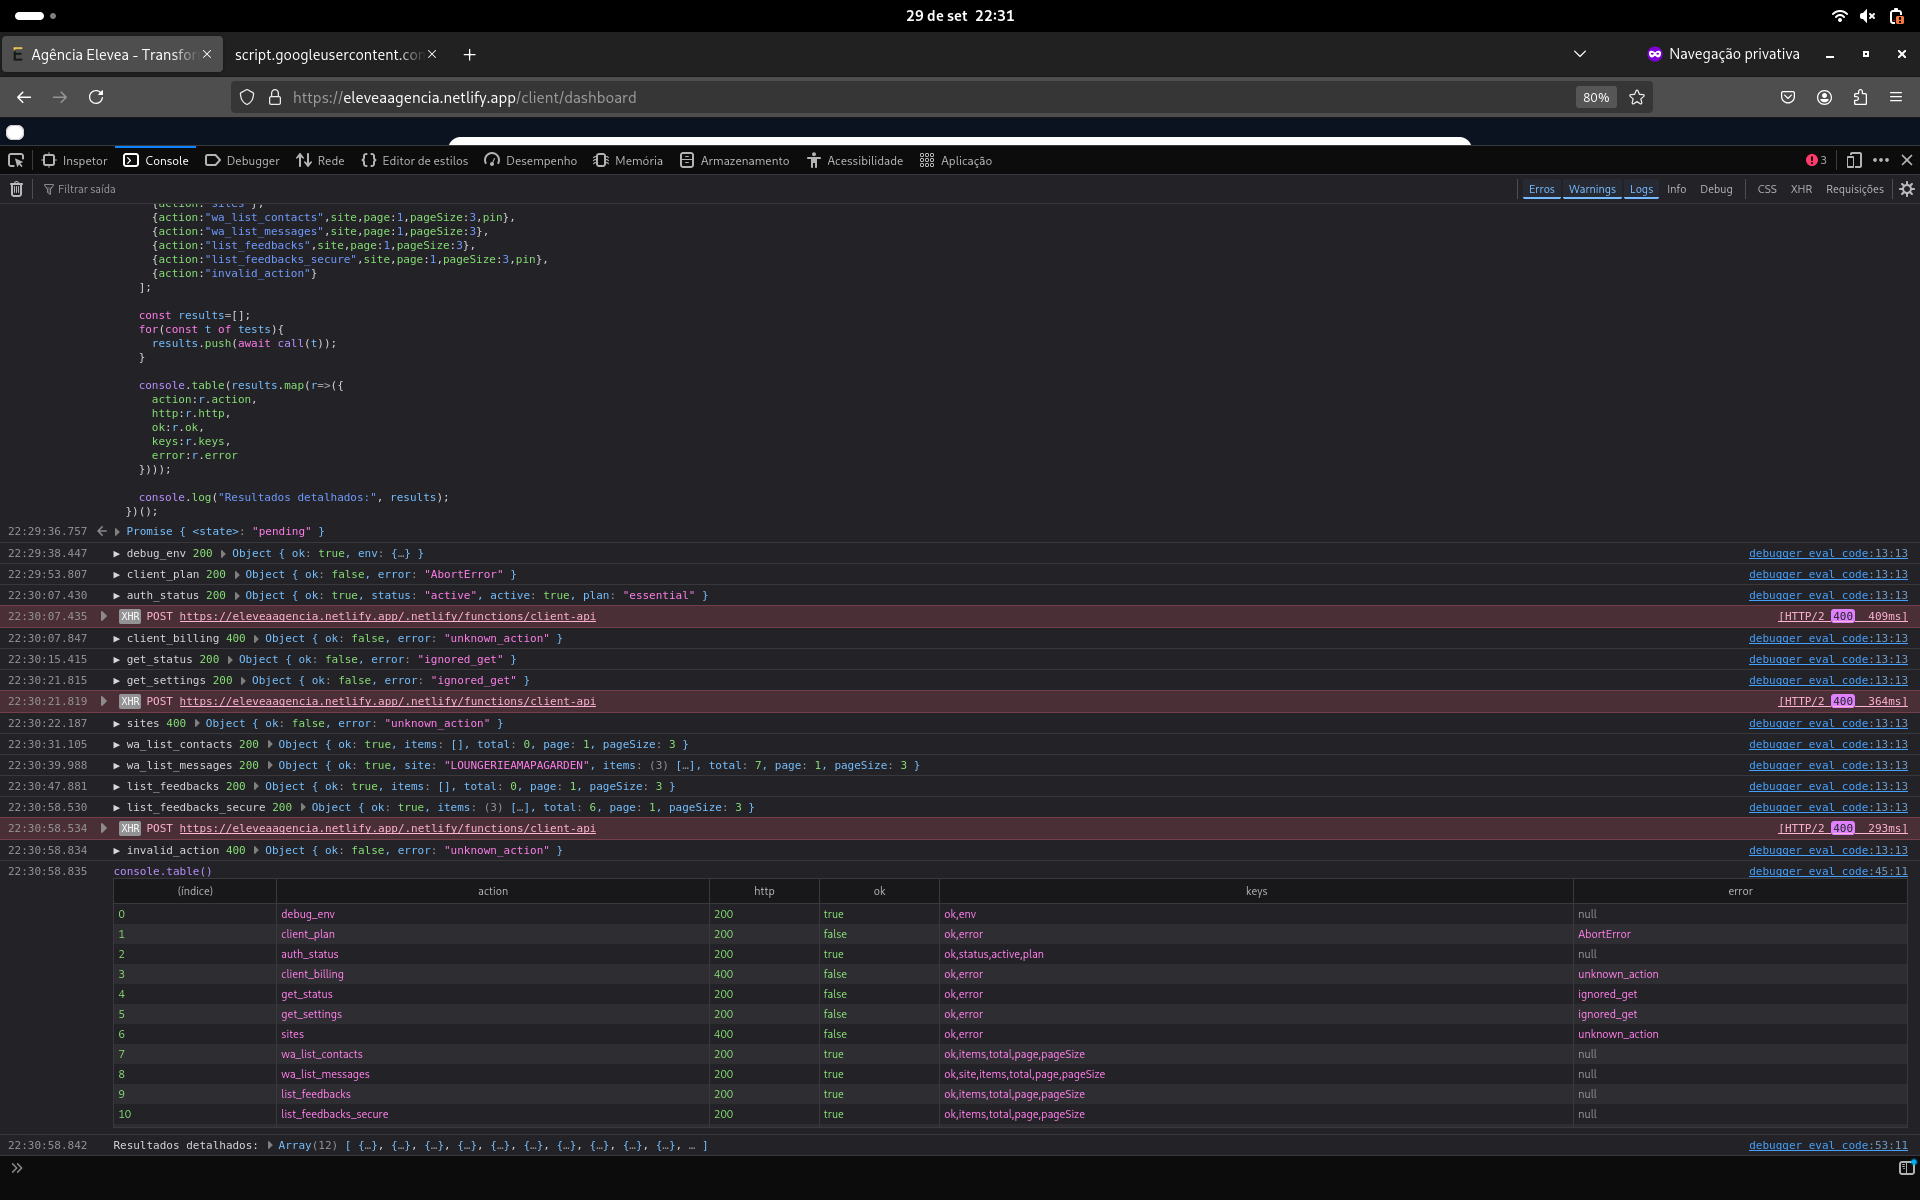 29 de set 22:31
Agência Elevea - Transfor
script.googleusercontent.co
Navegação privativa
https://eleveaagencia.netlify.app/client/dashboard
80%
Inspetor Console Debugger Rede Editor de estilos Desempenho Memória Armazenamento Acessibilidade Aplicação 3
Filtrar saída Erros Warnings Logs Info Debug CSS XHR Requisições
{action:"sites"},
{action:"wa_list_contacts",site,page:1,pageSize:3,pin},
{action:"wa_list_messages",site,page:1,pageSize:3},
{action:"list_feedbacks",site,page:1,pageSize:3},
{action:"list_feedbacks_secure",site,page:1,pageSize:3,pin},
{action:"invalid_action"}
];
const results=[];
for(const t of tests){
results.push(await call(t));
}
console.table(results.map(r=>({
action:r.action,
http:r.http,
ok:r.ok,
keys:r.keys,
error:r.error
})));
console.log("Resultados detalhados:", results);
})();
22:29:36.757 Promise { <state>: "pending" }
22:29:38.447 debug_env 200 Object { ok: true, env: {…} } debugger eval code:13:13
22:29:53.807 client_plan 200 Object { ok: false, error: "AbortError" } debugger eval code:13:13
22:30:07.430 auth_status 200 Object { ok: true, status: "active", active: true, plan: "essential" } debugger eval code:13:13
22:30:07.435 XHR POST https://eleveaagencia.netlify.app/.netlify/functions/client-api [HTTP/2 400 409ms]
22:30:07.847 client_billing 400 Object { ok: false, error: "unknown_action" } debugger eval code:13:13
22:30:15.415 get_status 200 Object { ok: false, error: "ignored_get" } debugger eval code:13:13
22:30:21.815 get_settings 200 Object { ok: false, error: "ignored_get" } debugger eval code:13:13
22:30:21.819 XHR POST https://eleveaagencia.netlify.app/.netlify/functions/client-api [HTTP/2 400 364ms]
22:30:22.187 sites 400 Object { ok: false, error: "unknown_action" } debugger eval code:13:13
22:30:31.105 wa_list_contacts 200 Object { ok: true, items: [], total: 0, page: 1, pageSize: 3 } debugger eval code:13:13
22:30:39.988 wa_list_messages 200 Object { ok: true, site: "LOUNGERIEAMAPAGARDEN", items: (3) […], total: 7, page: 1, pageSize: 3 } debugger eval code:13:13
22:30:47.881 list_feedbacks 200 Object { ok: true, items: [], total: 0, page: 1, pageSize: 3 } debugger eval code:13:13
22:30:58.530 list_feedbacks_secure 200 Object { ok: true, items: (3) […], total: 6, page: 1, pageSize: 3 } debugger eval code:13:13
22:30:58.534 XHR POST https://eleveaagencia.netlify.app/.netlify/functions/client-api [HTTP/2 400 293ms]
22:30:58.834 invalid_action 400 Object { ok: false, error: "unknown_action" } debugger eval code:13:13
22:30:58.835 console.table() debugger eval code:45:11
(índice) action http ok keys error
0 debug_env 200 true ok,env null
1 client_plan 200 false ok,error AbortError
2 auth_status 200 true ok,status,active,plan null
3 client_billing 400 false ok,error unknown_action
4 get_status 200 false ok,error ignored_get
5 get_settings 200 false ok,error ignored_get
6 sites 400 false ok,error unknown_action
7 wa_list_contacts 200 true ok,items,total,page,pageSize null
8 wa_list_messages 200 true ok,site,items,total,page,pageSize null
9 list_feedbacks 200 true ok,items,total,page,pageSize null
10 list_feedbacks_secure 200 true ok,items,total,page,pageSize null
22:30:58.842 Resultados detalhados: Array(12) [ {…}, {…}, {…}, {…}, {…}, {…}, {…}, {…}, {…}, {…}, … ] debugger eval code:53:11